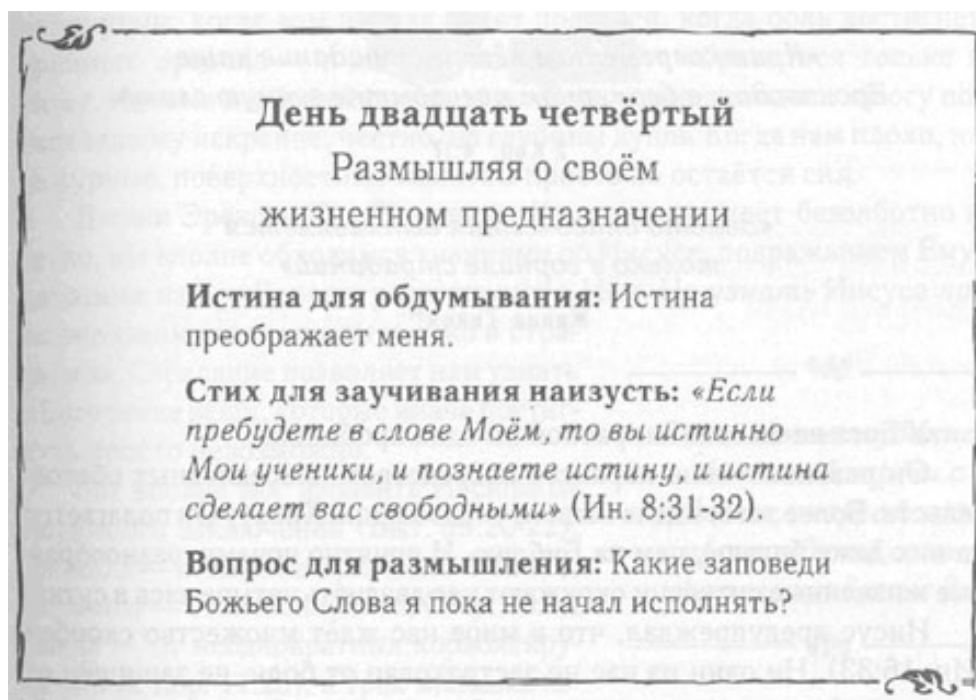 День двадцать четвёртый
Размышляя о своём
жизненном предназначении
Истина для обдумывания: Истина
преображает меня.
Стих для заучивания наизусть: «Если
пребудете в слове Моём, то вы истинно
Мои ученики, и познаете истину, и истина
сделает вас свободными» (Ин. 8:31-32).
Вопрос для размышления: Какие заповеди
Божьего Слова я пока не начал исполнять?